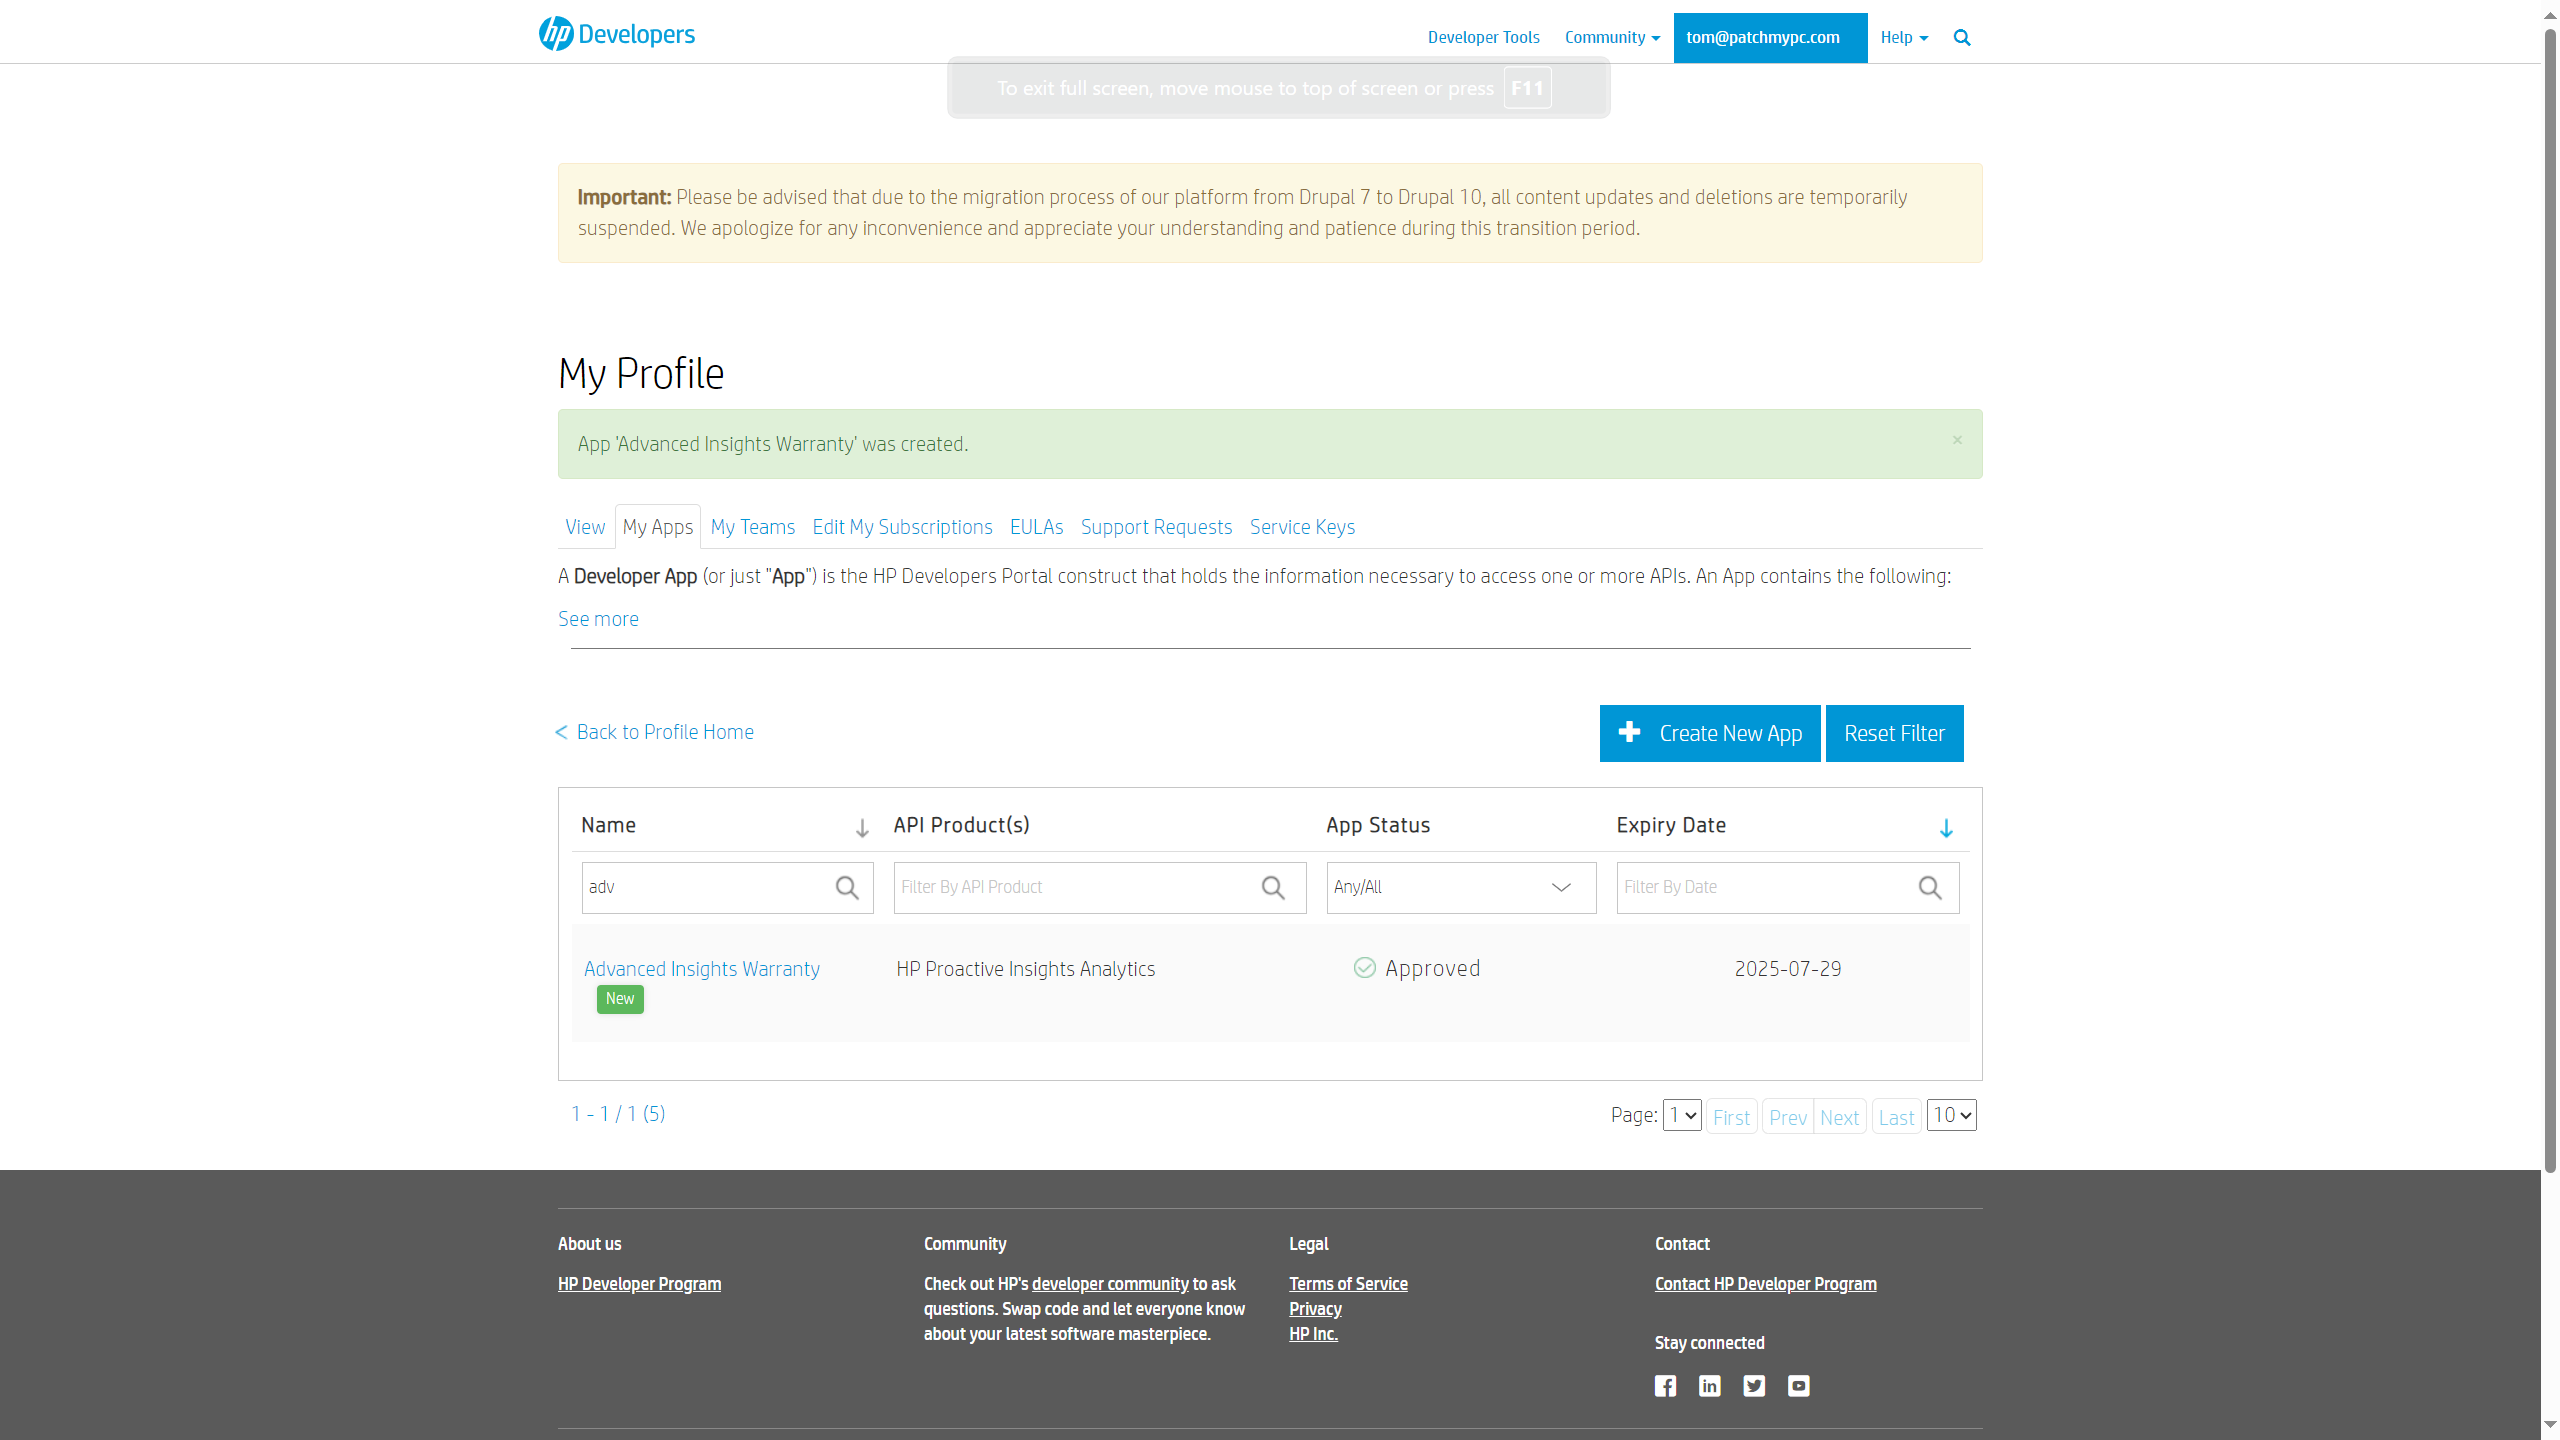 hp Developers
Developer Tools
Community
tom@patchmypc.com
Help
To exit full screen, move mouse to top of screen or press F11
Important: Please be advised that due to the migration process of our platform from Drupal 7 to Drupal 10, all content updates and deletions are temporarily
suspended. We apologize for any inconvenience and appreciate your understanding and patience during this transition period.
My Profile
App 'Advanced Insights Warranty' was created.
×
View My Apps My Teams Edit My Subscriptions EULAs Support Requests Service Keys
A Developer App (or just "App") is the HP Developers Portal construct that holds the information necessary to access one or more APIs. An App contains the following:
See more
< Back to Profile Home
Create New App
Reset Filter
Name
API Product(s)
App Status
Expiry Date
adv
Filter By API Product
Any/All
Filter By Date
Advanced Insights Warranty
New
HP Proactive Insights Analytics
Approved
2025-07-29
1 - 1 / 1 (5)
Page: 1 First Prev Next Last 10
About us
HP Developer Program
Community
Check out HP's developer community to ask
questions. Swap code and let everyone know
about your latest software masterpiece.
Legal
Terms of Service
Privacy
HP Inc.
Contact
Contact HP Developer Program
Stay connected